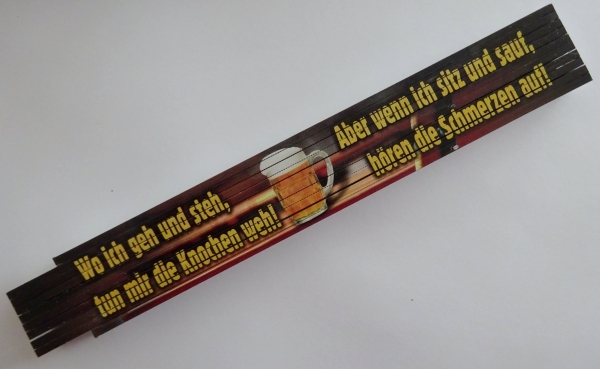 Wo ich geh und steh,
tun mir die Knochen weh!
Aber wenn ich sitz und sauf,
hören die Schmerzen auf!